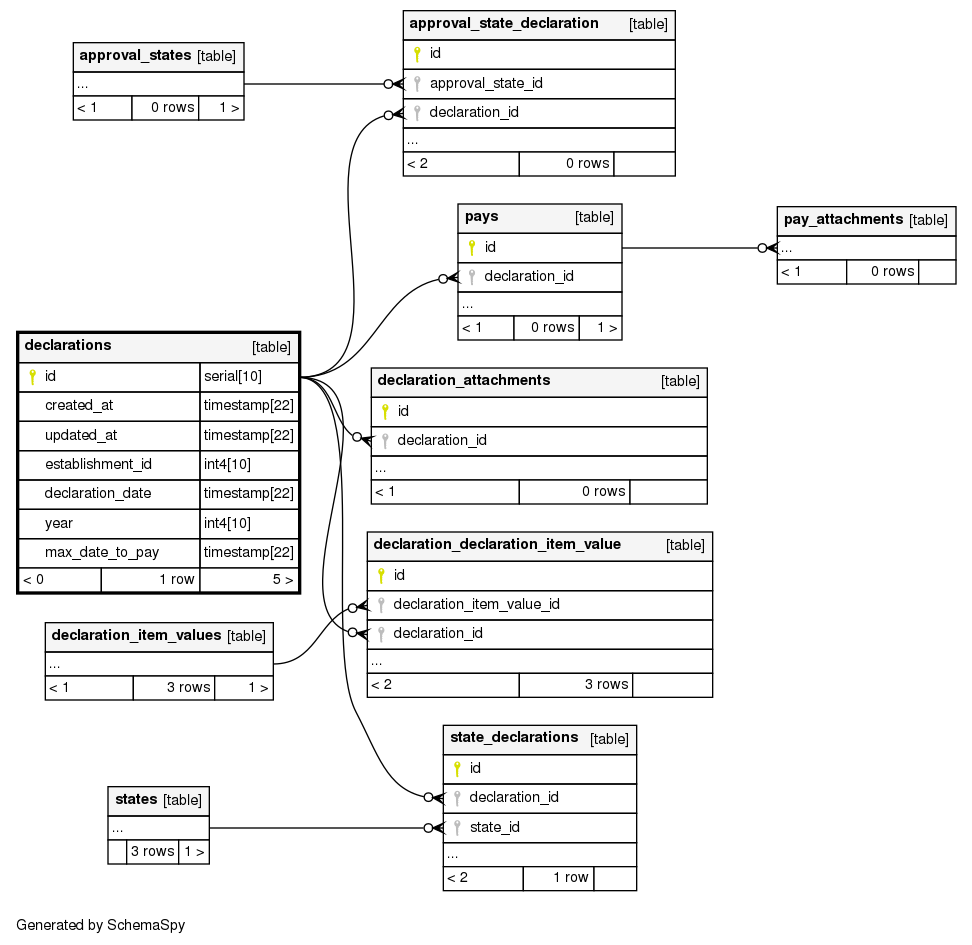 approval_states [table]
...
< 1 0 rows 1 >
approval_state_declaration [table]
id
approval_state_id
declaration_id
...
< 2 0 rows
pays [table]
id
declaration_id
...
< 1 0 rows 1 >
pay_attachments [table]
...
< 1 0 rows
declarations [table]
id serial[10]
created_at timestamp[22]
updated_at timestamp[22]
establishment_id int4[10]
declaration_date timestamp[22]
year int4[10]
max_date_to_pay timestamp[22]
< 0 1 row 5 >
declaration_attachments [table]
id
declaration_id
...
< 1 0 rows
declaration_declaration_item_value [table]
id
declaration_item_value_id
declaration_id
...
< 2 3 rows
declaration_item_values [table]
...
< 1 3 rows 1 >
state_declarations [table]
id
declaration_id
state_id
...
< 2 1 row
states [table]
...
3 rows 1 >
Generated by SchemaSpy